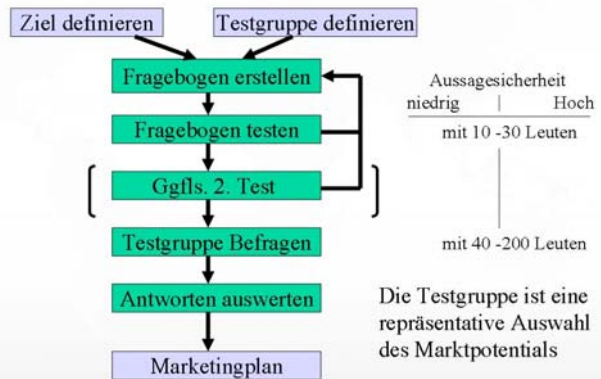 Ziel definieren
Testgruppe definieren
Fragebogen erstellen
Fragebogen testen
Ggfls. 2. Test
Testgruppe Befragen
Antworten auswerten
Marketingplan
Aussagesicherheit
niedrig | Hoch
mit 10 -30 Leuten
mit 40 -200 Leuten
Die Testgruppe ist eine
repräsentative Auswahl
des Marktpotentials